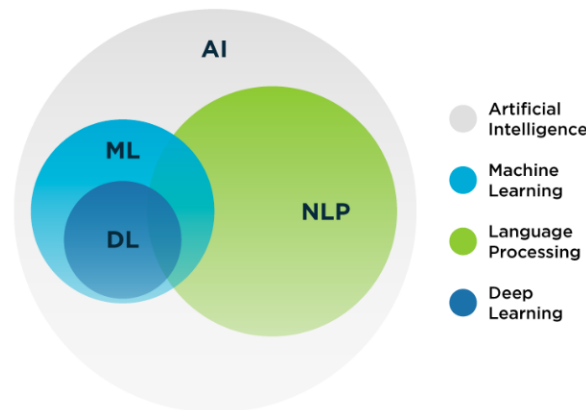 AI
ML
DL
NLP
Artificial
Intelligence
Machine
Learning
Language
Processing
Deep
Learning